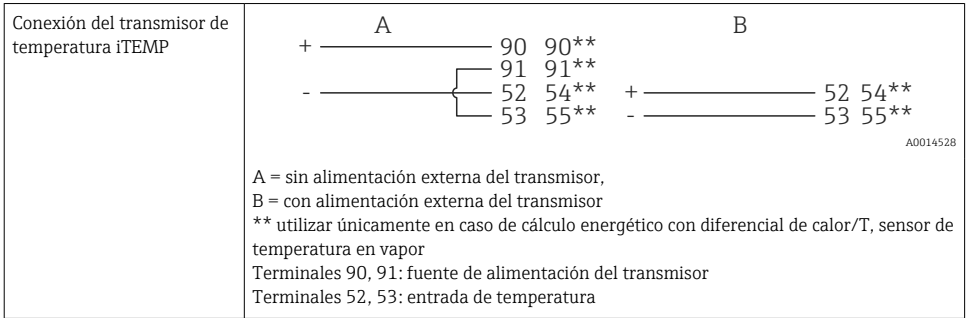 Conexión del transmisor de
temperatura iTEMP
A B
+ 90 90**
91 91**
- 52 54** + 52 54**
53 55** - 53 55**
A0014528
A = sin alimentación externa del transmisor,
B = con alimentación externa del transmisor
** utilizar únicamente en caso de cálculo energético con diferencial de calor/T, sensor de
temperatura en vapor
Terminales 90, 91: fuente de alimentación del transmisor
Terminales 52, 53: entrada de temperatura